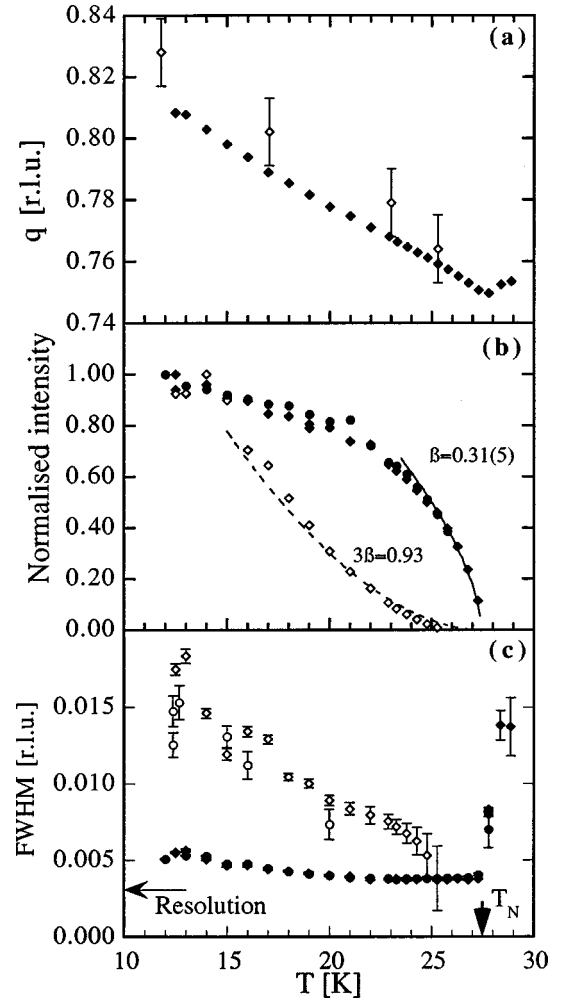 0.84
(a)
0.82
0.80
0.78
0.76
0.74
q [r.l.u.]
(b)
1.00
0.80
0.60
0.40
0.20
0.00
Normalised intensity
ß=0.31(5)
3ß=0.93
(c)
0.015
0.010
0.005
0.000
FWHM [r.l.u.]
Resolution
T_N
10 15 20 25 30
T [K]